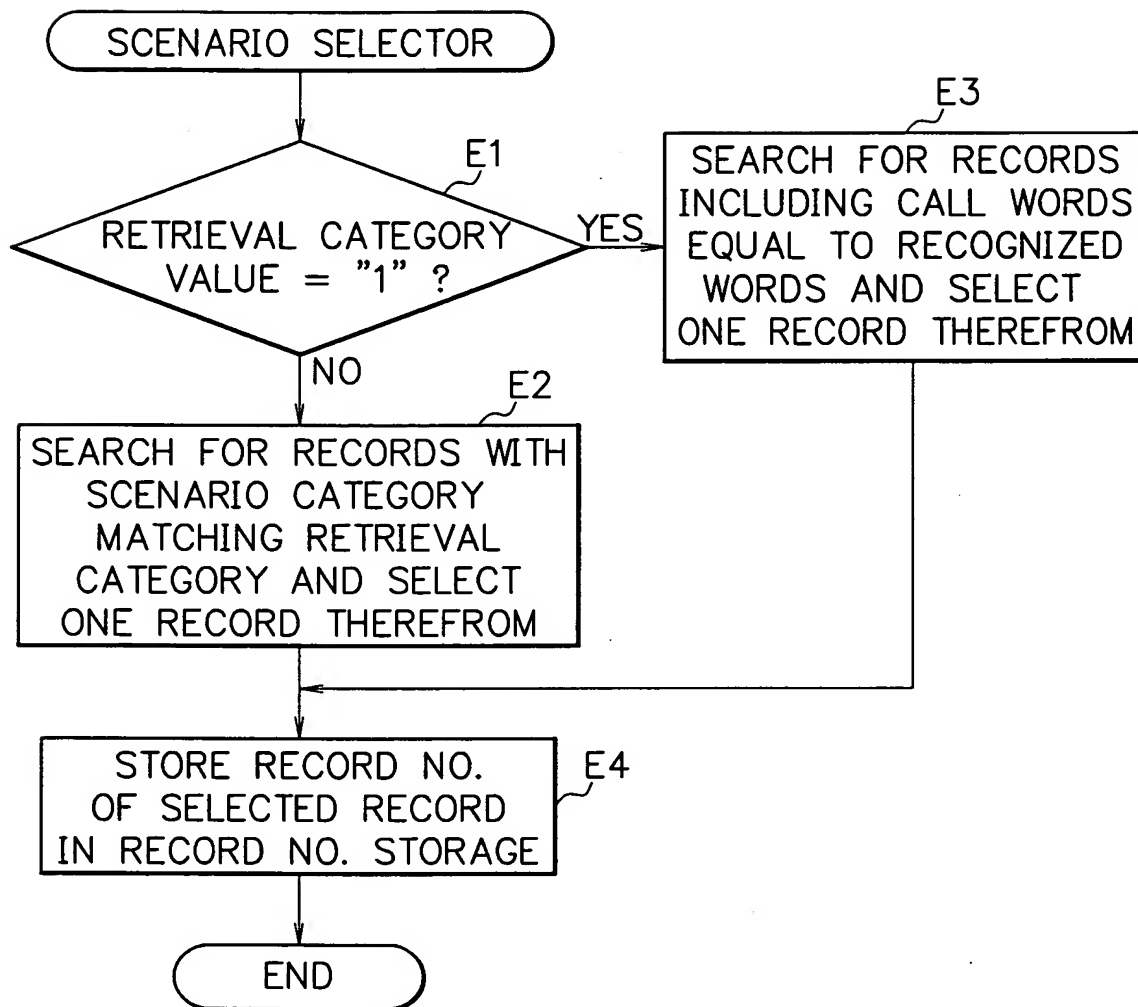 SCENARIO SELECTOR
E1
RETRIEVAL CATEGORY
VALUE = "1" ?
YES
NO
E3
SEARCH FOR RECORDS
INCLUDING CALL WORDS
EQUAL TO RECOGNIZED
WORDS AND SELECT
ONE RECORD THEREFROM
E2
SEARCH FOR RECORDS WITH
SCENARIO CATEGORY
MATCHING RETRIEVAL
CATEGORY AND SELECT
ONE RECORD THEREFROM
E4
STORE RECORD NO.
OF SELECTED RECORD
IN RECORD NO. STORAGE
END